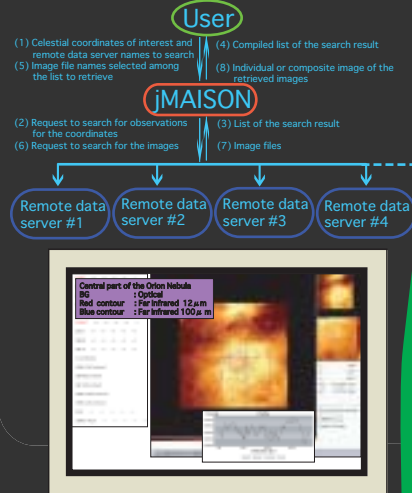 User
(1) Celestial coordinates of interest and
remote data server names to search
(5) Image file names selected among
the list to retrieve
(4) Compiled list of the search result
(8) Individual or composite image of the
retrieved images
jMAISON
(2) Request to search for observations
for the coordinates
(6) Request to search for the images
(3) List of the search result
(7) Image files
Remote data
server #1
Remote data
server #2
Remote data
server #3
Remote data
server #4
Central part of the Orion Nebula
BG : Optical
Red contour : Far Infrared 12μm
Blue contour : Far Infrared 100μ m